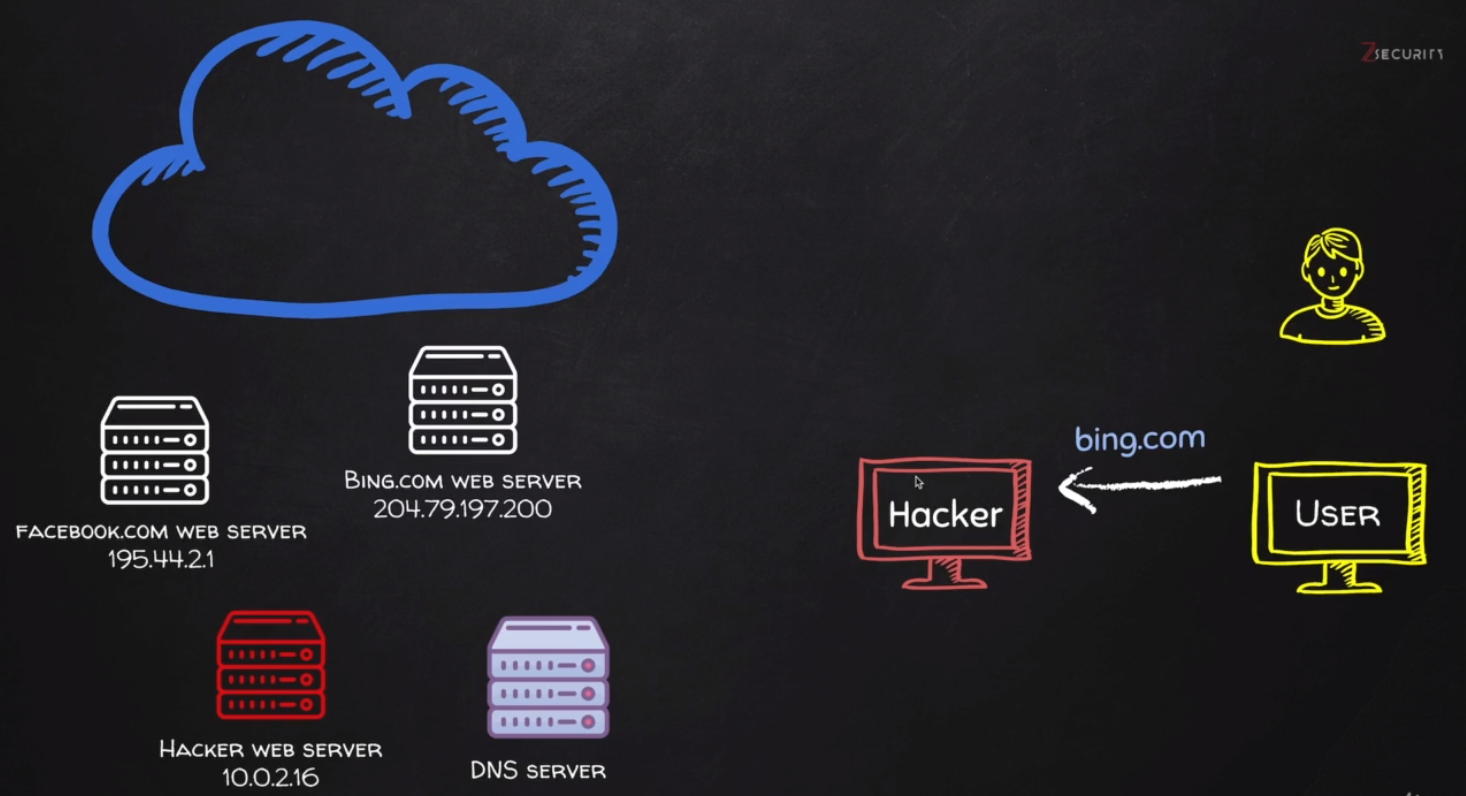 ZSECURITY
bing.com
Hacker
USER
BING.COM WEB SERVER
204.79.197.200
FACEBOOK.COM WEB SERVER
195.44.2.1
HACKER WEB SERVER
10.0.2.16
DNS SERVER